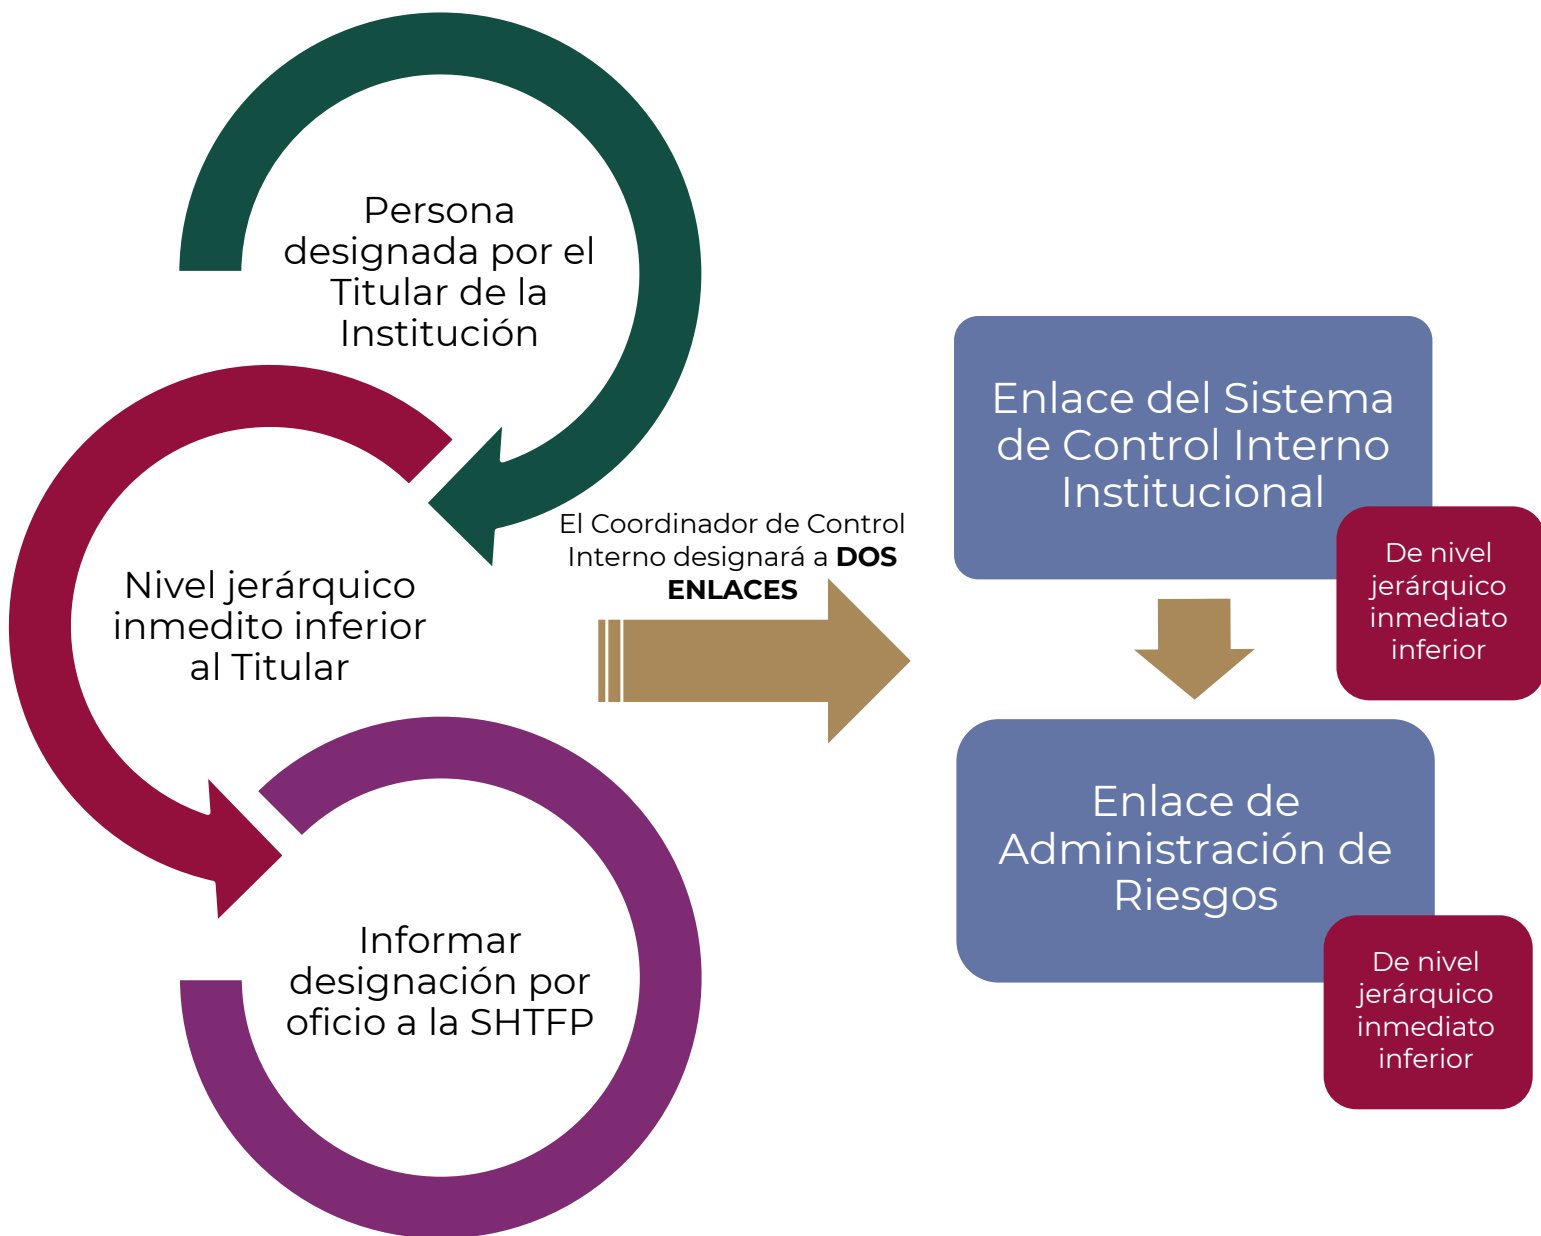 Persona
designada por el
Titular de la
Institución
Nivel jerárquico
inmedito inferior
al Titular
Informar
designación por
oficio a la SHTFP
El Coordinador de Control
Interno designará a DOS
ENLACES
Enlace del Sistema
de Control Interno
Institucional
De nivel
jerárquico
inmediato
inferior
Enlace de
Administración de
Riesgos
De nivel
jerárquico
inmediato
inferior